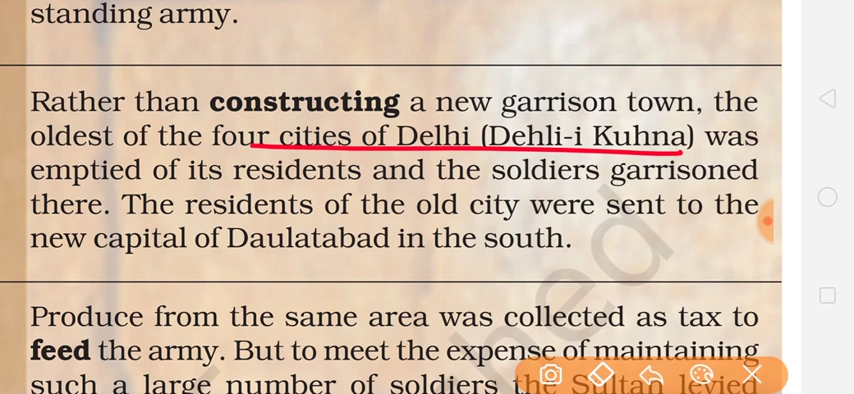 standing army.
Rather than constructing a new garrison town, the
oldest of the four cities of Delhi (Dehli-i Kuhna) was
emptied of its residents and the soldiers garrisoned
there. The residents of the old city were sent to the
new capital of Daulatabad in the south.
Produce from the same area was collected as tax to
feed the army. But to meet the expense of maintaining
such a large number of soldiers the Sultan levied
hed